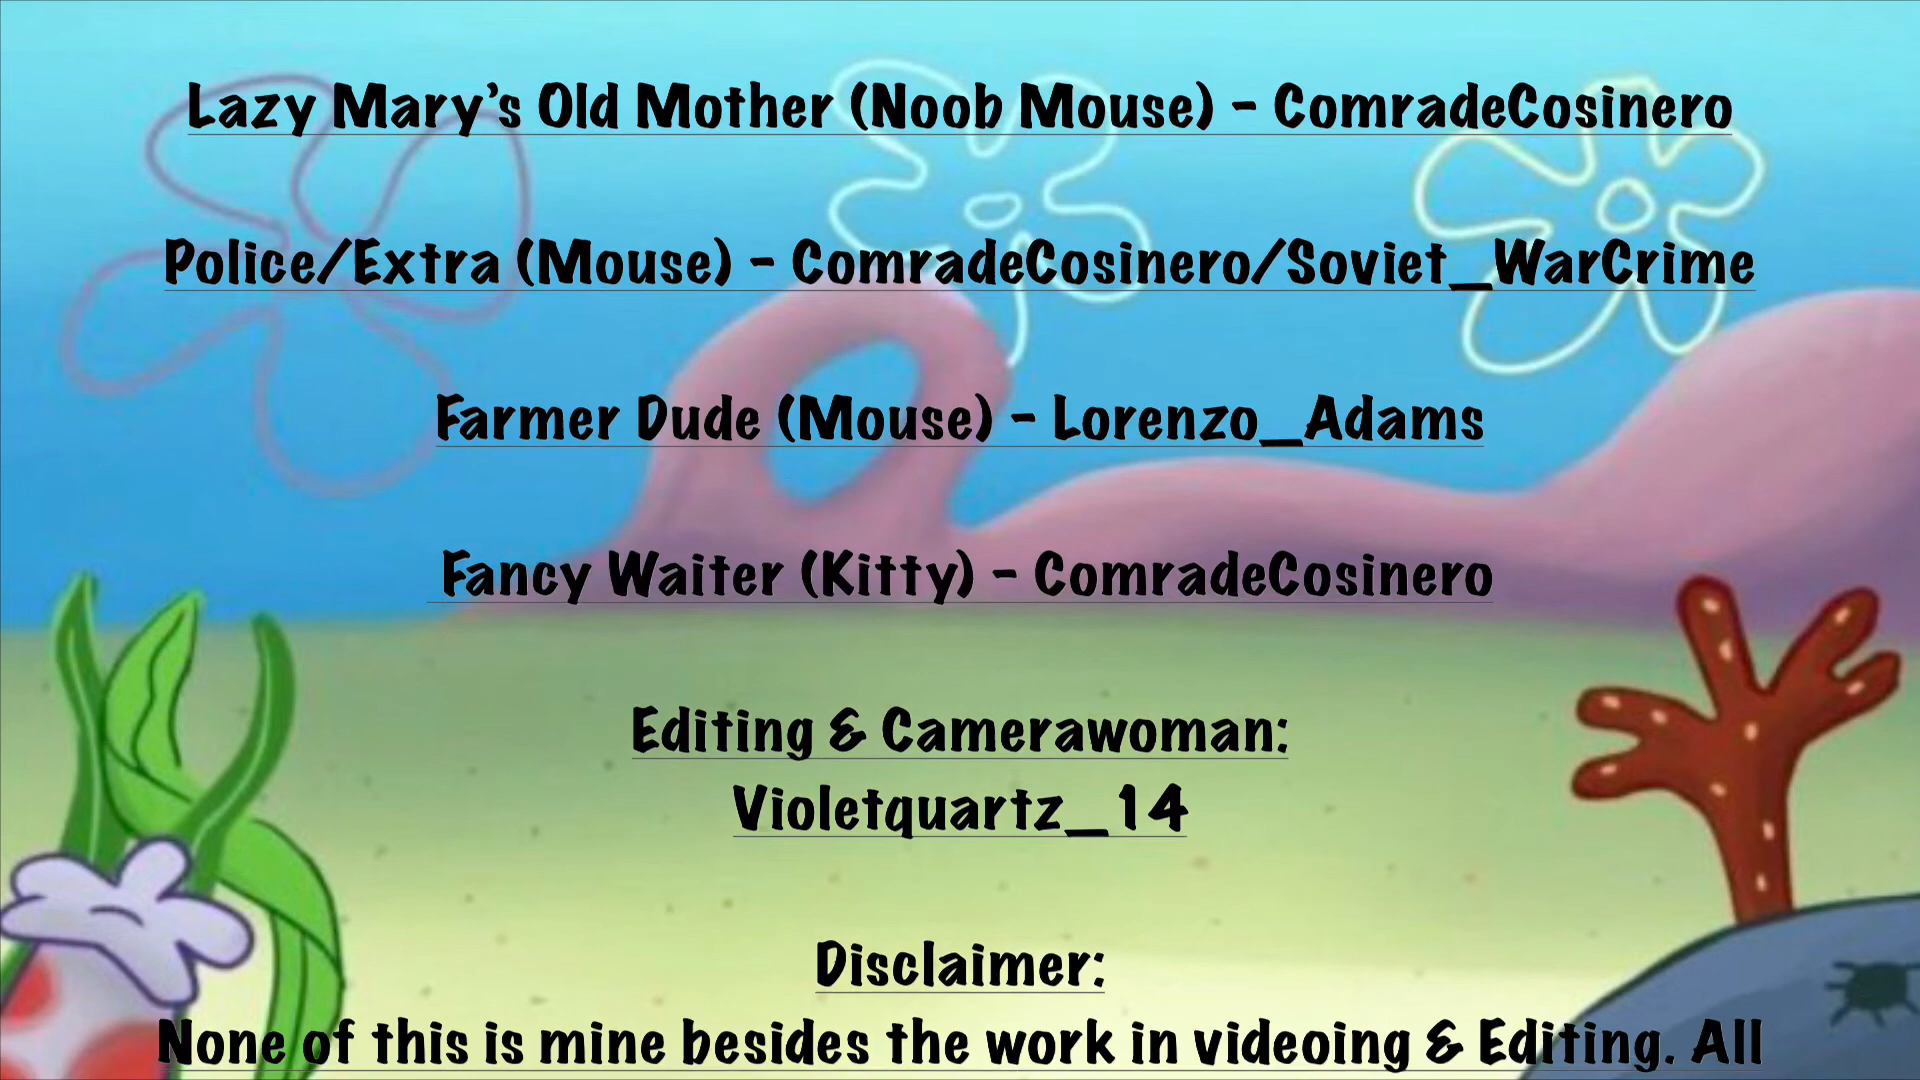 Lazy Mary’s Old Mother (Noob Mouse) - ComradeCosinero
Police/Extra (Mouse) - ComradeCosinero/Soviet_WarCrime
Farmer Dude (Mouse) - Lorenzo_Adams
Fancy Waiter (Kitty) - ComradeCosinero
Editing & Camerawoman:
Violetquartz_14
Disclaimer:
None of this is mine besides the work in videoing & Editing. All